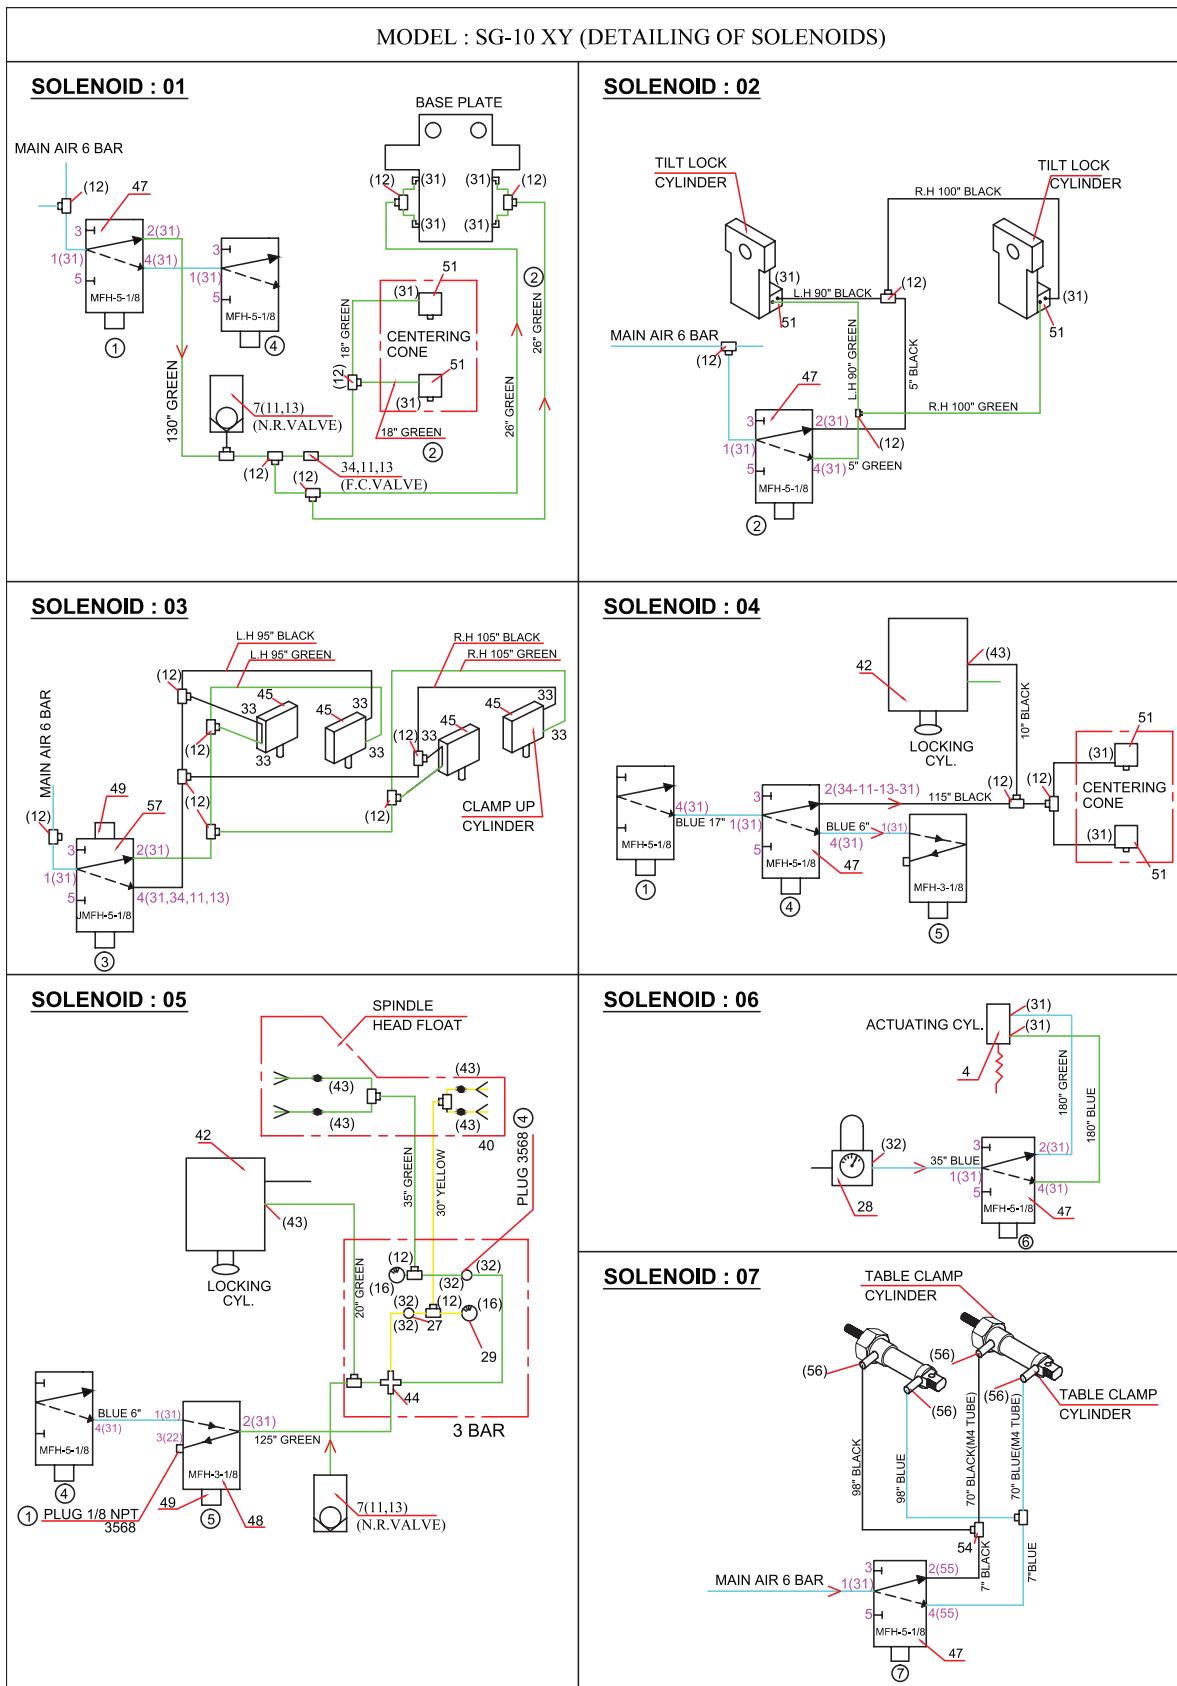 MODEL : SG-10 XY (DETAILING OF SOLENOIDS)
SOLENOID : 01
BASE PLATE
MAIN AIR 6 BAR
(12)
47
3
2(31)
1(31)
4(31)
5
MFH-5-1/8
1
3
1(31)
5
MFH-5-1/8
4
(12)
(31)
(31)
(12)
(31)
(31)
130" GREEN
7(11,13)
(N.R.VALVE)
(12)
34,11,13
(F.C.VALVE)
(12)
18" GREEN
(12)
(31)
51
CENTERING
CONE
51
(31)
18" GREEN
2
26" GREEN
2
26" GREEN
SOLENOID : 02
TILT LOCK
CYLINDER
TILT LOCK
CYLINDER
R.H 100" BLACK
(31)
L.H 90" BLACK
(12)
(31)
51
51
MAIN AIR 6 BAR
(12)
L.H 90" GREEN
5" BLACK
47
3
2(31)
1(31)
5
4(31)
5" GREEN
(12)
R.H 100" GREEN
MFH-5-1/8
2
SOLENOID : 03
L.H 95" BLACK
L.H 95" GREEN
R.H 105" BLACK
R.H 105" GREEN
(12)
45
33
45
33
33
33
(12)
45
33
45
33
33
(12)
33
(12)
(12)
MAIN AIR 6 BAR
(12)
49
57
CLAMP UP
CYLINDER
3
2(31)
1(31)
5
4(31,34,11,13)
JMFH-5-1/8
3
SOLENOID : 04
42
(43)
LOCKING
CYL.
10" BLACK
51
(31)
CENTERING
CONE
(31)
51
(12)
(12)
2(34-11-13-31)
115" BLACK
4(31)
BLUE 17"
3
1(31)
5
BLUE 6"
4(31)
1(31)
47
MFH-5-1/8
MFH-5-1/8
MFH-3-1/8
1
4
5
SOLENOID : 05
SPINDLE
HEAD FLOAT
(43)
(43)
(43)
(43)
40
42
(43)
LOCKING
CYL.
35" GREEN
30" YELLOW
PLUG 3568
4
20" GREEN
(12)
(16)
(32)
(32)
(32)
(32)
27
(12)
(16)
29
44
3 BAR
BLUE 6"
4(31)
1(31)
3(22)
2(31)
125" GREEN
MFH-5-1/8
MFH-3-1/8
4
5
49
48
1
PLUG 1/8 NPT
3568
7(11,13)
(N.R.VALVE)
SOLENOID : 06
ACTUATING CYL.
(31)
(31)
4
180" GREEN
180" BLUE
(32)
28
35" BLUE
3
2(31)
1(31)
5
4(31)
47
MFH-5-1/8
6
SOLENOID : 07
TABLE CLAMP
CYLINDER
(56)
(56)
(56)
(56)
TABLE CLAMP
CYLINDER
98" BLACK
98" BLUE
70" BLACK(M4 TUBE)
70" BLUE(M4 TUBE)
54
7" BLACK
7"BLUE
MAIN AIR 6 BAR
3
2(55)
1(31)
5
4(55)
MFH-5-1/8
47
7